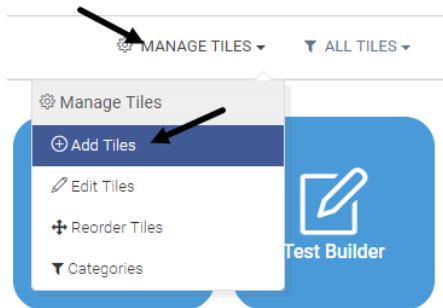 MANAGE TILES ALL TILES
Manage Tiles
Add Tiles
Edit Tiles
Reorder Tiles
Categories
Test Builder